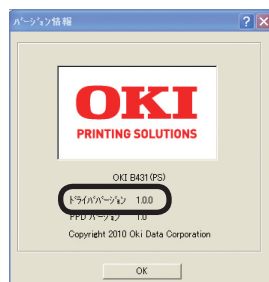 ﾊﾞｰｼﾞｮﾝ情報
OKI
PRINTING SOLUTIONS
OKI B431(PS)
ﾄﾞﾗｲﾊﾞﾊﾞｰｼﾞｮﾝ 1.0.0
PPD ﾊﾞｰｼﾞｮﾝ 1.0
Copyright 2010 Oki Data Corporation
OK